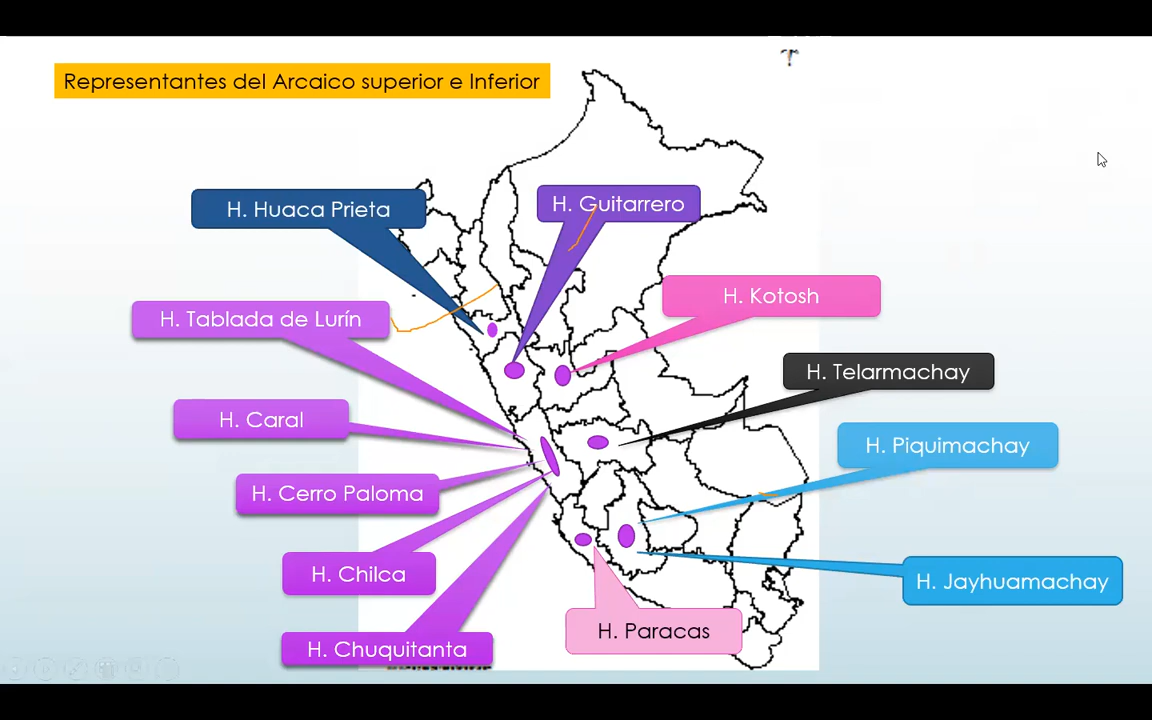 Representantes del Arcaico superior e Inferior
H. Huaca Prieta
H. Guitarrero
H. Kotosh
H. Tablada de Lurín
H. Telarmachay
H. Caral
H. Piquimachay
H. Cerro Paloma
H. Chilca
H. Jayhuamachay
H. Paracas
H. Chuquitanta